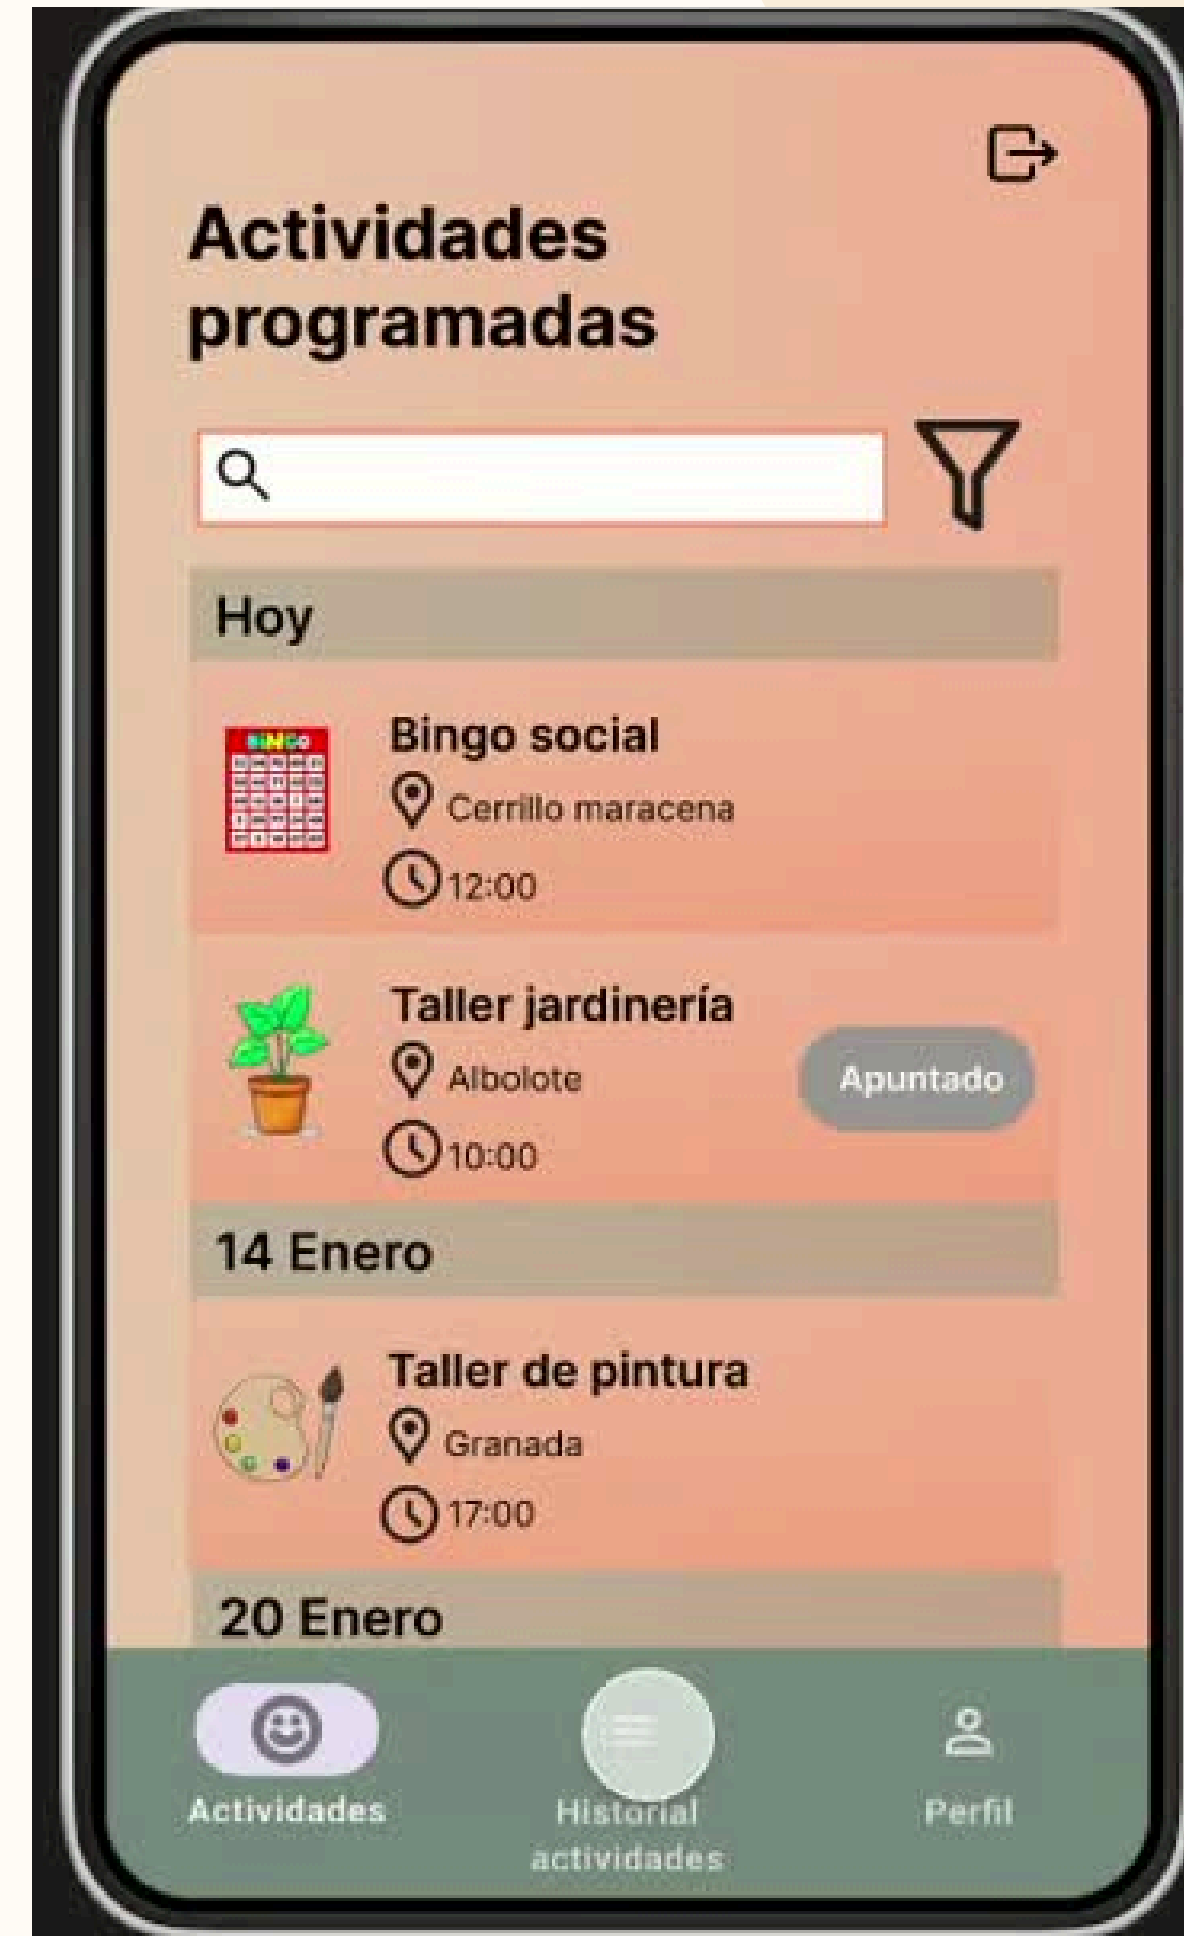 Actividades
programadas
Hoy
BINGO
Bingo social
Cerrillo maracena
12:00
Taller jardinería
Albolote
10:00
Apuntado
14 Enero
Taller de pintura
Granada
17:00
20 Enero
Actividades
Historial
actividades
Perfil